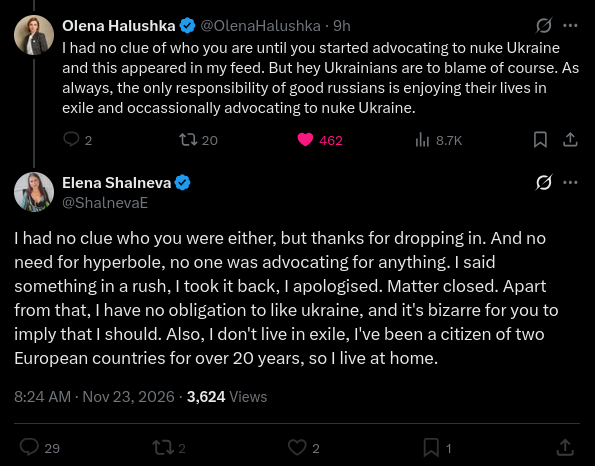 Olena Halushka @OlenaHalushka · 9h
I had no clue of who you are until you started advocating to nuke Ukraine
and this appeared in my feed. But hey Ukrainians are to blame of course. As
always, the only responsibility of good russians is enjoying their lives in
exile and occassionally advocating to nuke Ukraine.
2 20 462 8.7K
Elena Shalneva
@ShalnevaE
I had no clue who you were either, but thanks for dropping in. And no
need for hyperbole, no one was advocating for anything. I said
something in a rush, I took it back, I apologised. Matter closed. Apart
from that, I have no obligation to like ukraine, and it's bizarre for you to
imply that I should. Also, I don't live in exile, I've been a citizen of two
European countries for over 20 years, so I live at home.
8:24 AM · Nov 23, 2026 · 3,624 Views
29 2 2 1